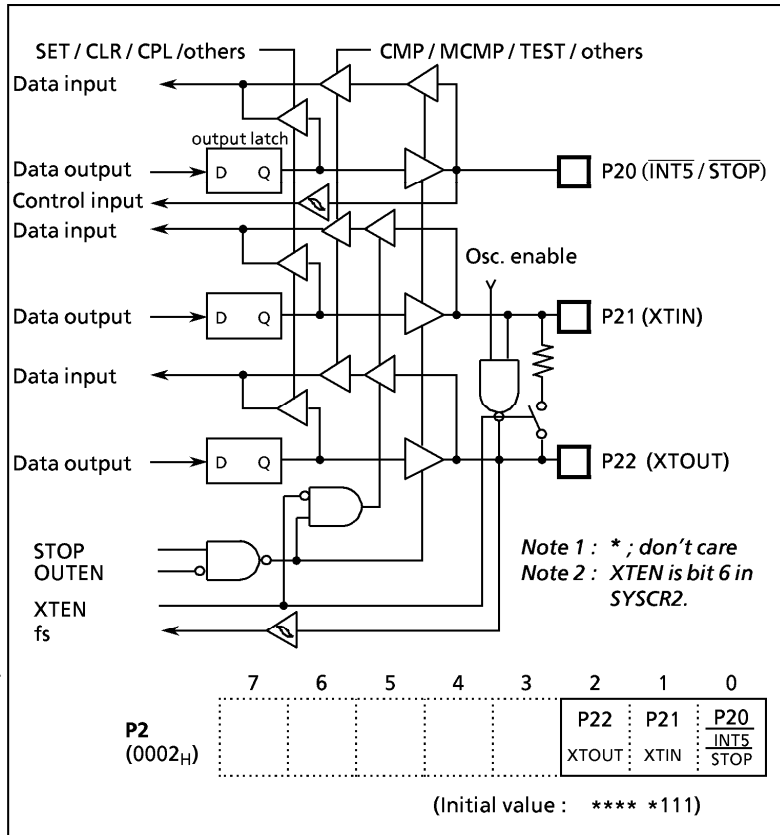 SET / CLR / CPL /others
CMP / MCMP / TEST / others
Data input
output latch
Data output
D Q
P20 (INT5 / STOP)
Control input
Data input
Osc. enable
Data output
D Q
P21 (XTIN)
Data input
Data output
D Q
P22 (XTOUT)
STOP
OUTEN
XTEN
fs
Note 1 : * ; don't care
Note 2 : XTEN is bit 6 in
SYSCR2.
7 6 5 4 3 2 1 0
P2
(0002H)
P22 P21 P20
XTOUT XTIN INT5
STOP
(Initial value : **** *111)